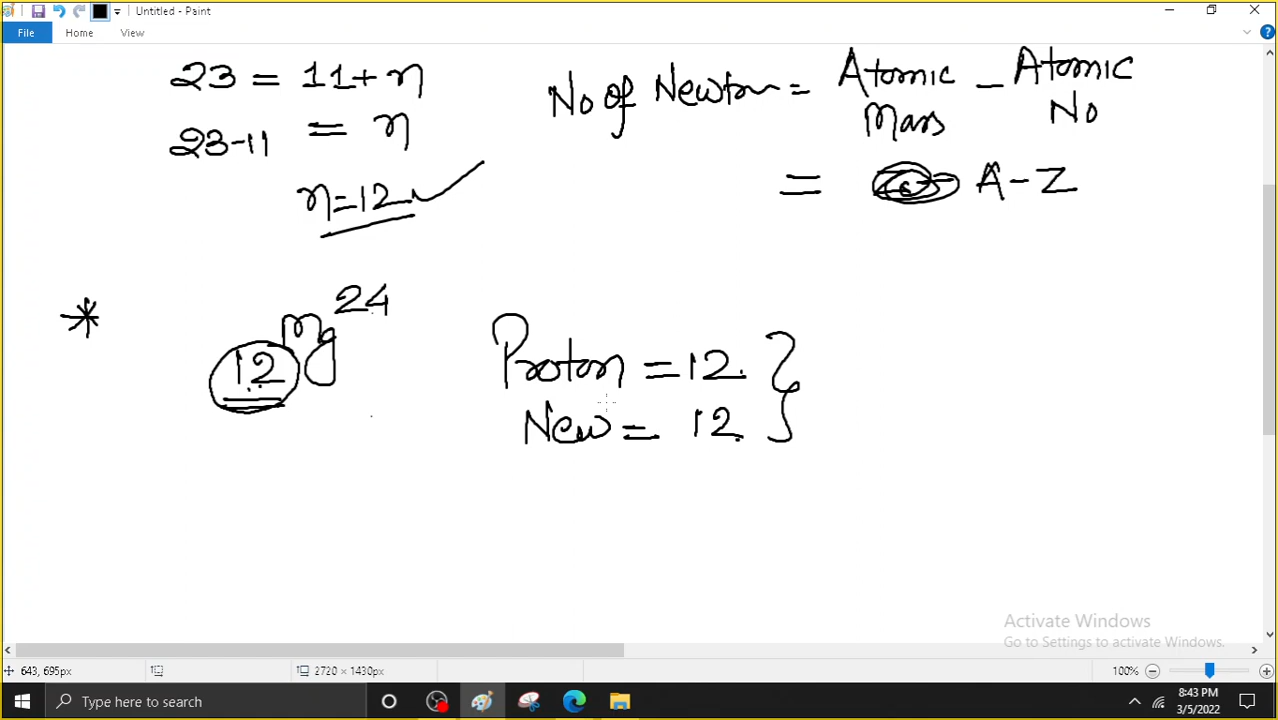 Untitled - Paint
File Home View
23 = 11 + n
23 - 11 = n
n = 12
No of Newton = Atomic Mass - Atomic No
= A - Z
* 12 Mg 24
Proton = 12
New = 12
Activate Windows
Go to Settings to activate Windows.
643, 695px
2720 × 1430px
100%
Type here to search
8:43 PM
3/5/2022